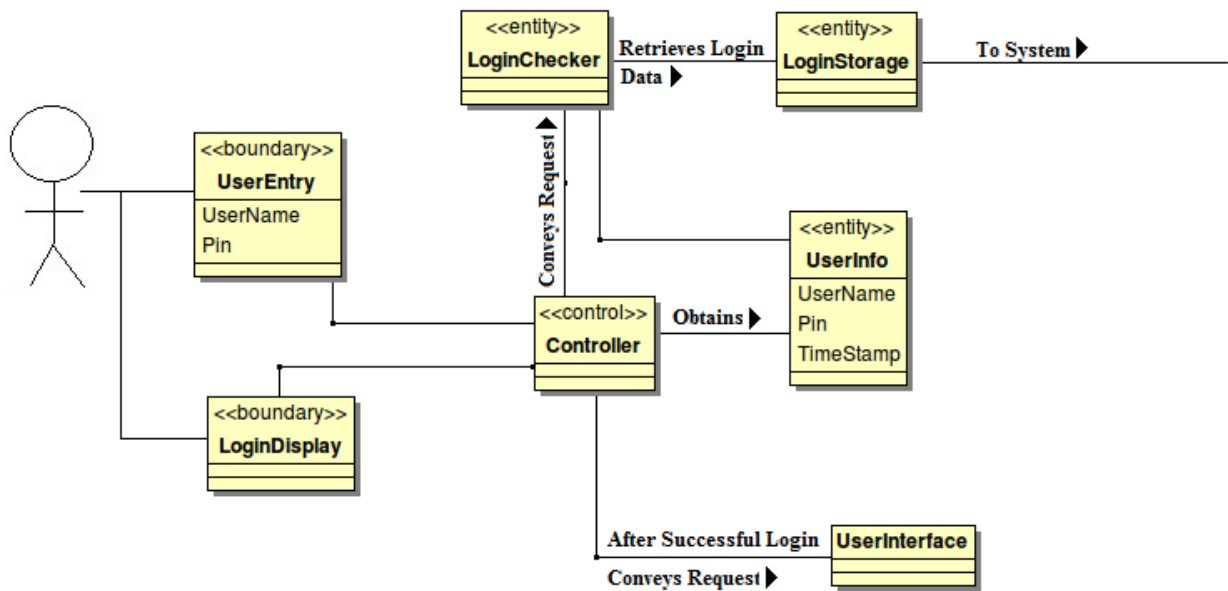 <<entity>>
LoginChecker
Retrieves Login
Data
<<entity>>
LoginStorage
To System
<<boundary>>
UserEntry
UserName
Pin
Conveys Request
<<entity>>
UserInfo
UserName
Pin
TimeStamp
<<control>>
Controller
Obtains
<<boundary>>
LoginDisplay
After Successful Login
Conveys Request
UserInterface